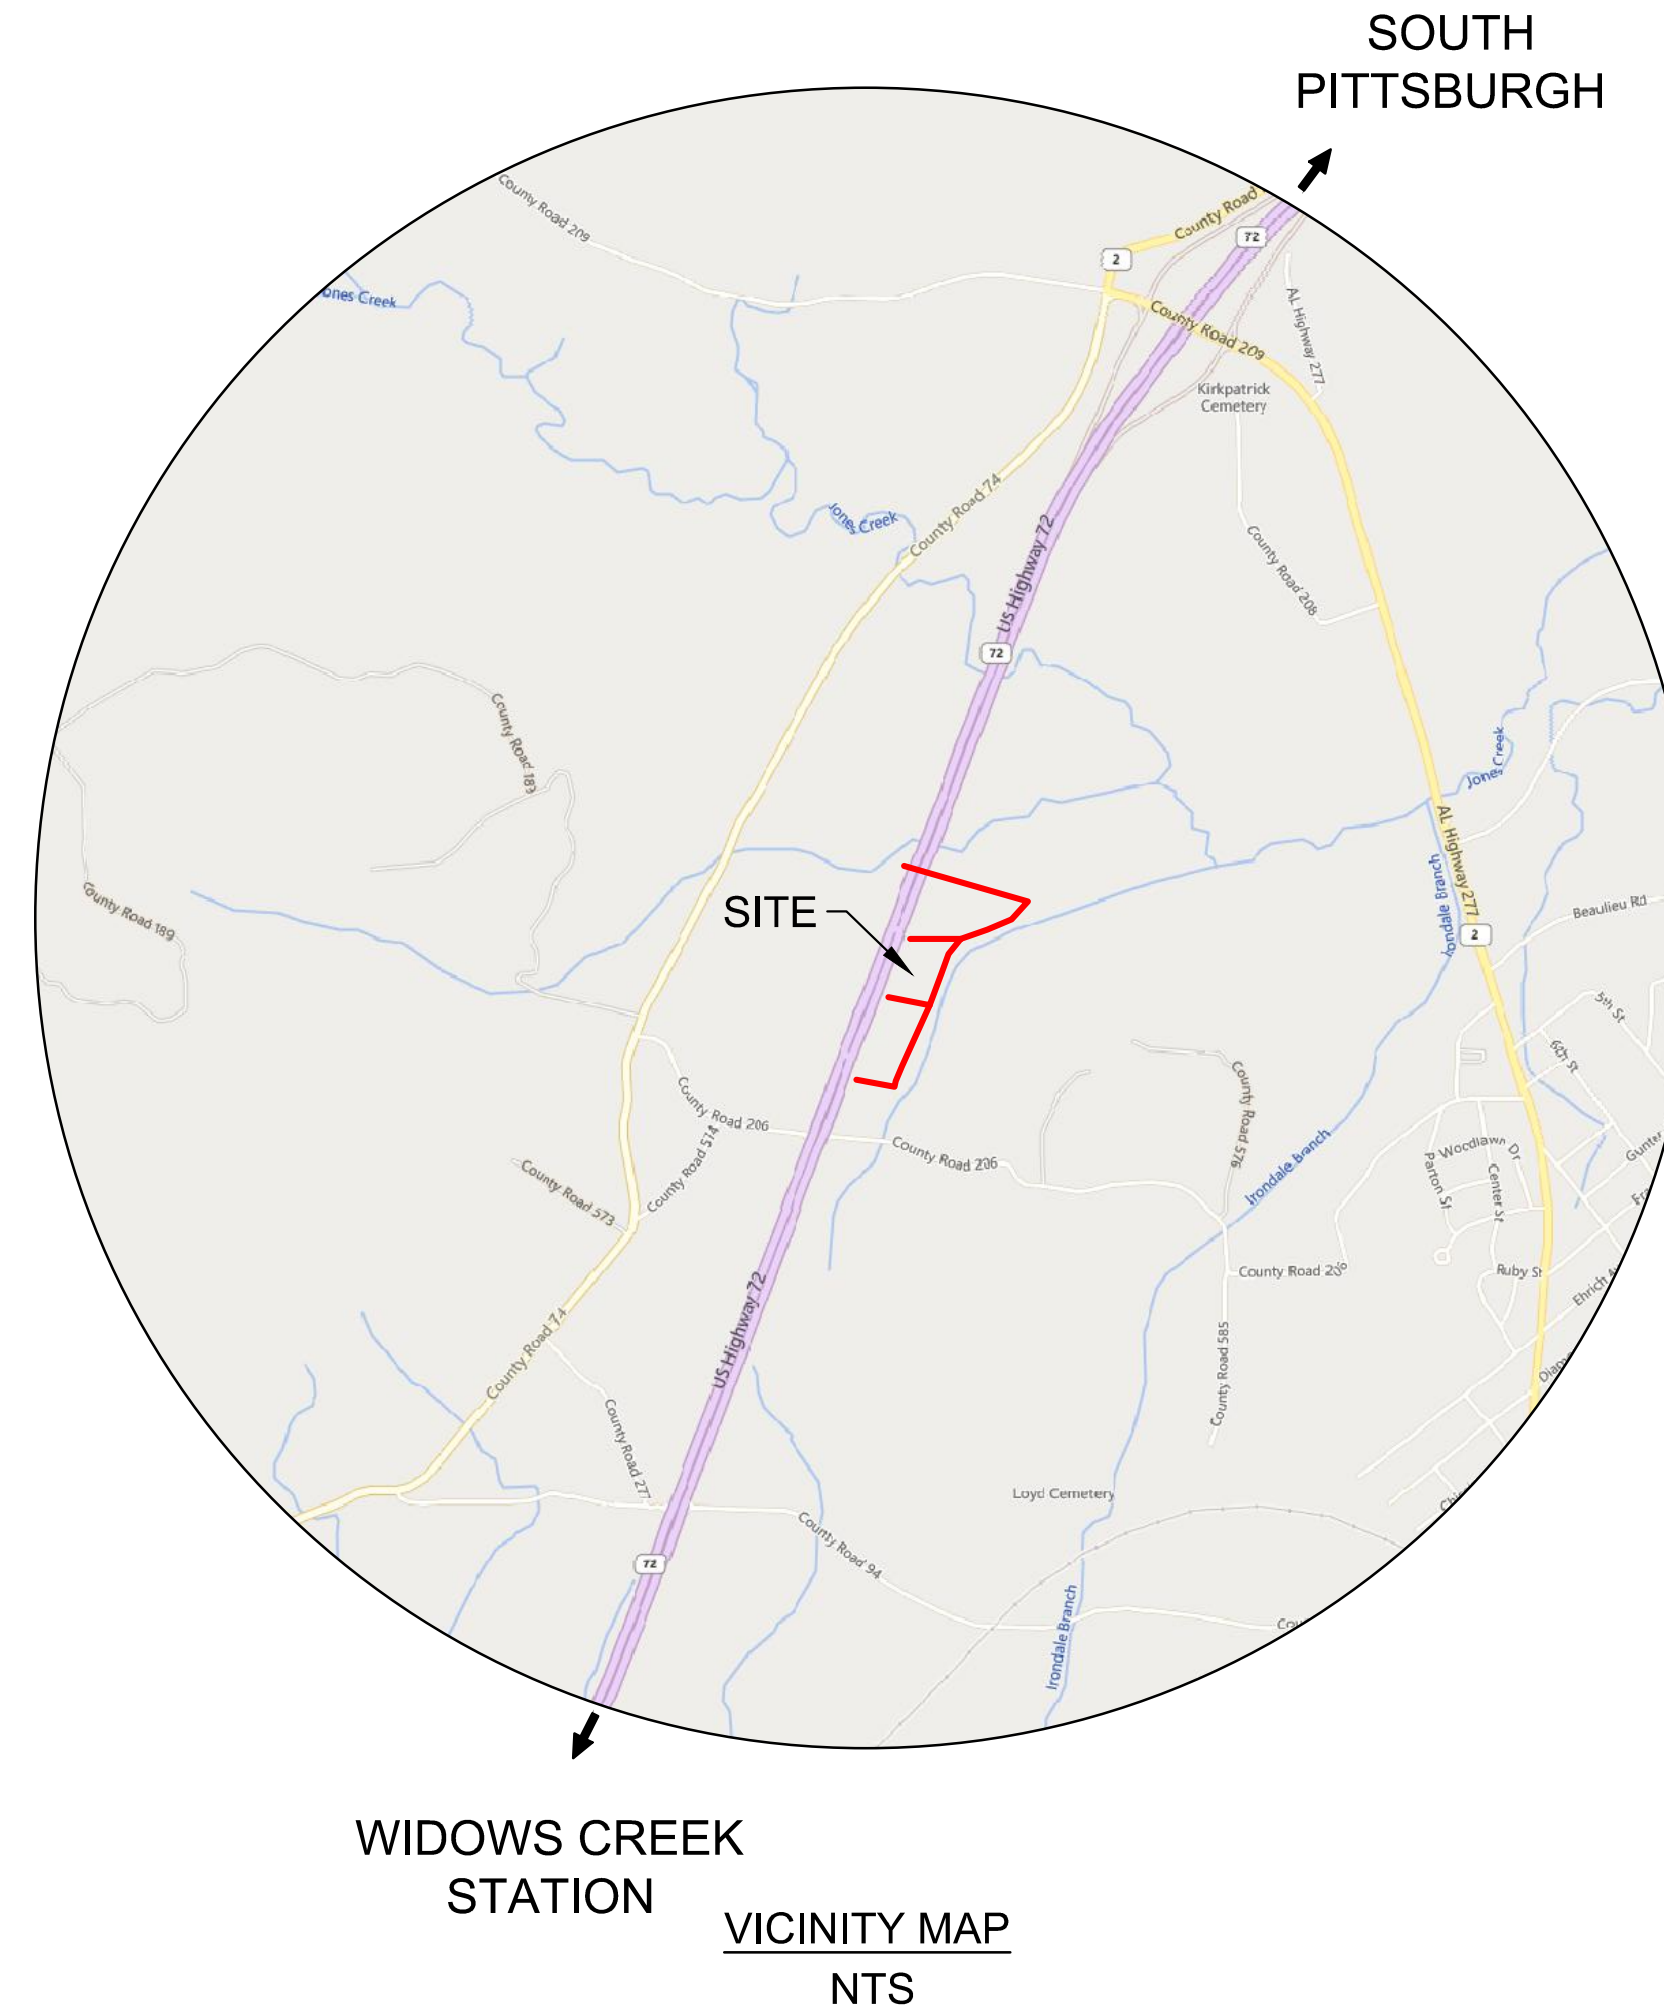 SOUTH
PITTSBURGH
County Road 209
County Road
72
2
Jones Creek
AL Highway 277
County Road 209
Kirkpatrick
Cemetery
County Road 74
Jones Creek
US Highway 72
County Road 208
72
County Road 189
Jones Creek
AL Highway 277
Irondale Branch
County Road 189
SITE
Beaulieu Rd
2
5th St
6th St
County Road 206
County Road 514
County Road 206
County Road 576
Irondale Branch
Woodlawn Dr
Parton St
Center St
Gunter
County Road 573
County Road 206
Ruby St
Ehrich
US Highway 72
County Road 74
County Road 585
County Road 277
Loyd Cemetery
County Road 94
72
Irondale Branch
WIDOWS CREEK
STATION
VICINITY MAP
NTS